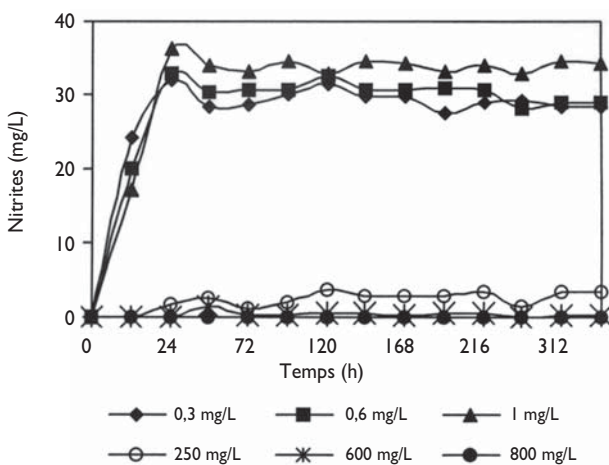 40
30
20
10
0
Nitrites (mg/L)
0 24 72 120 168 216 312
Temps (h)
0,3 mg/L 0,6 mg/L 1 mg/L
250 mg/L 600 mg/L 800 mg/L